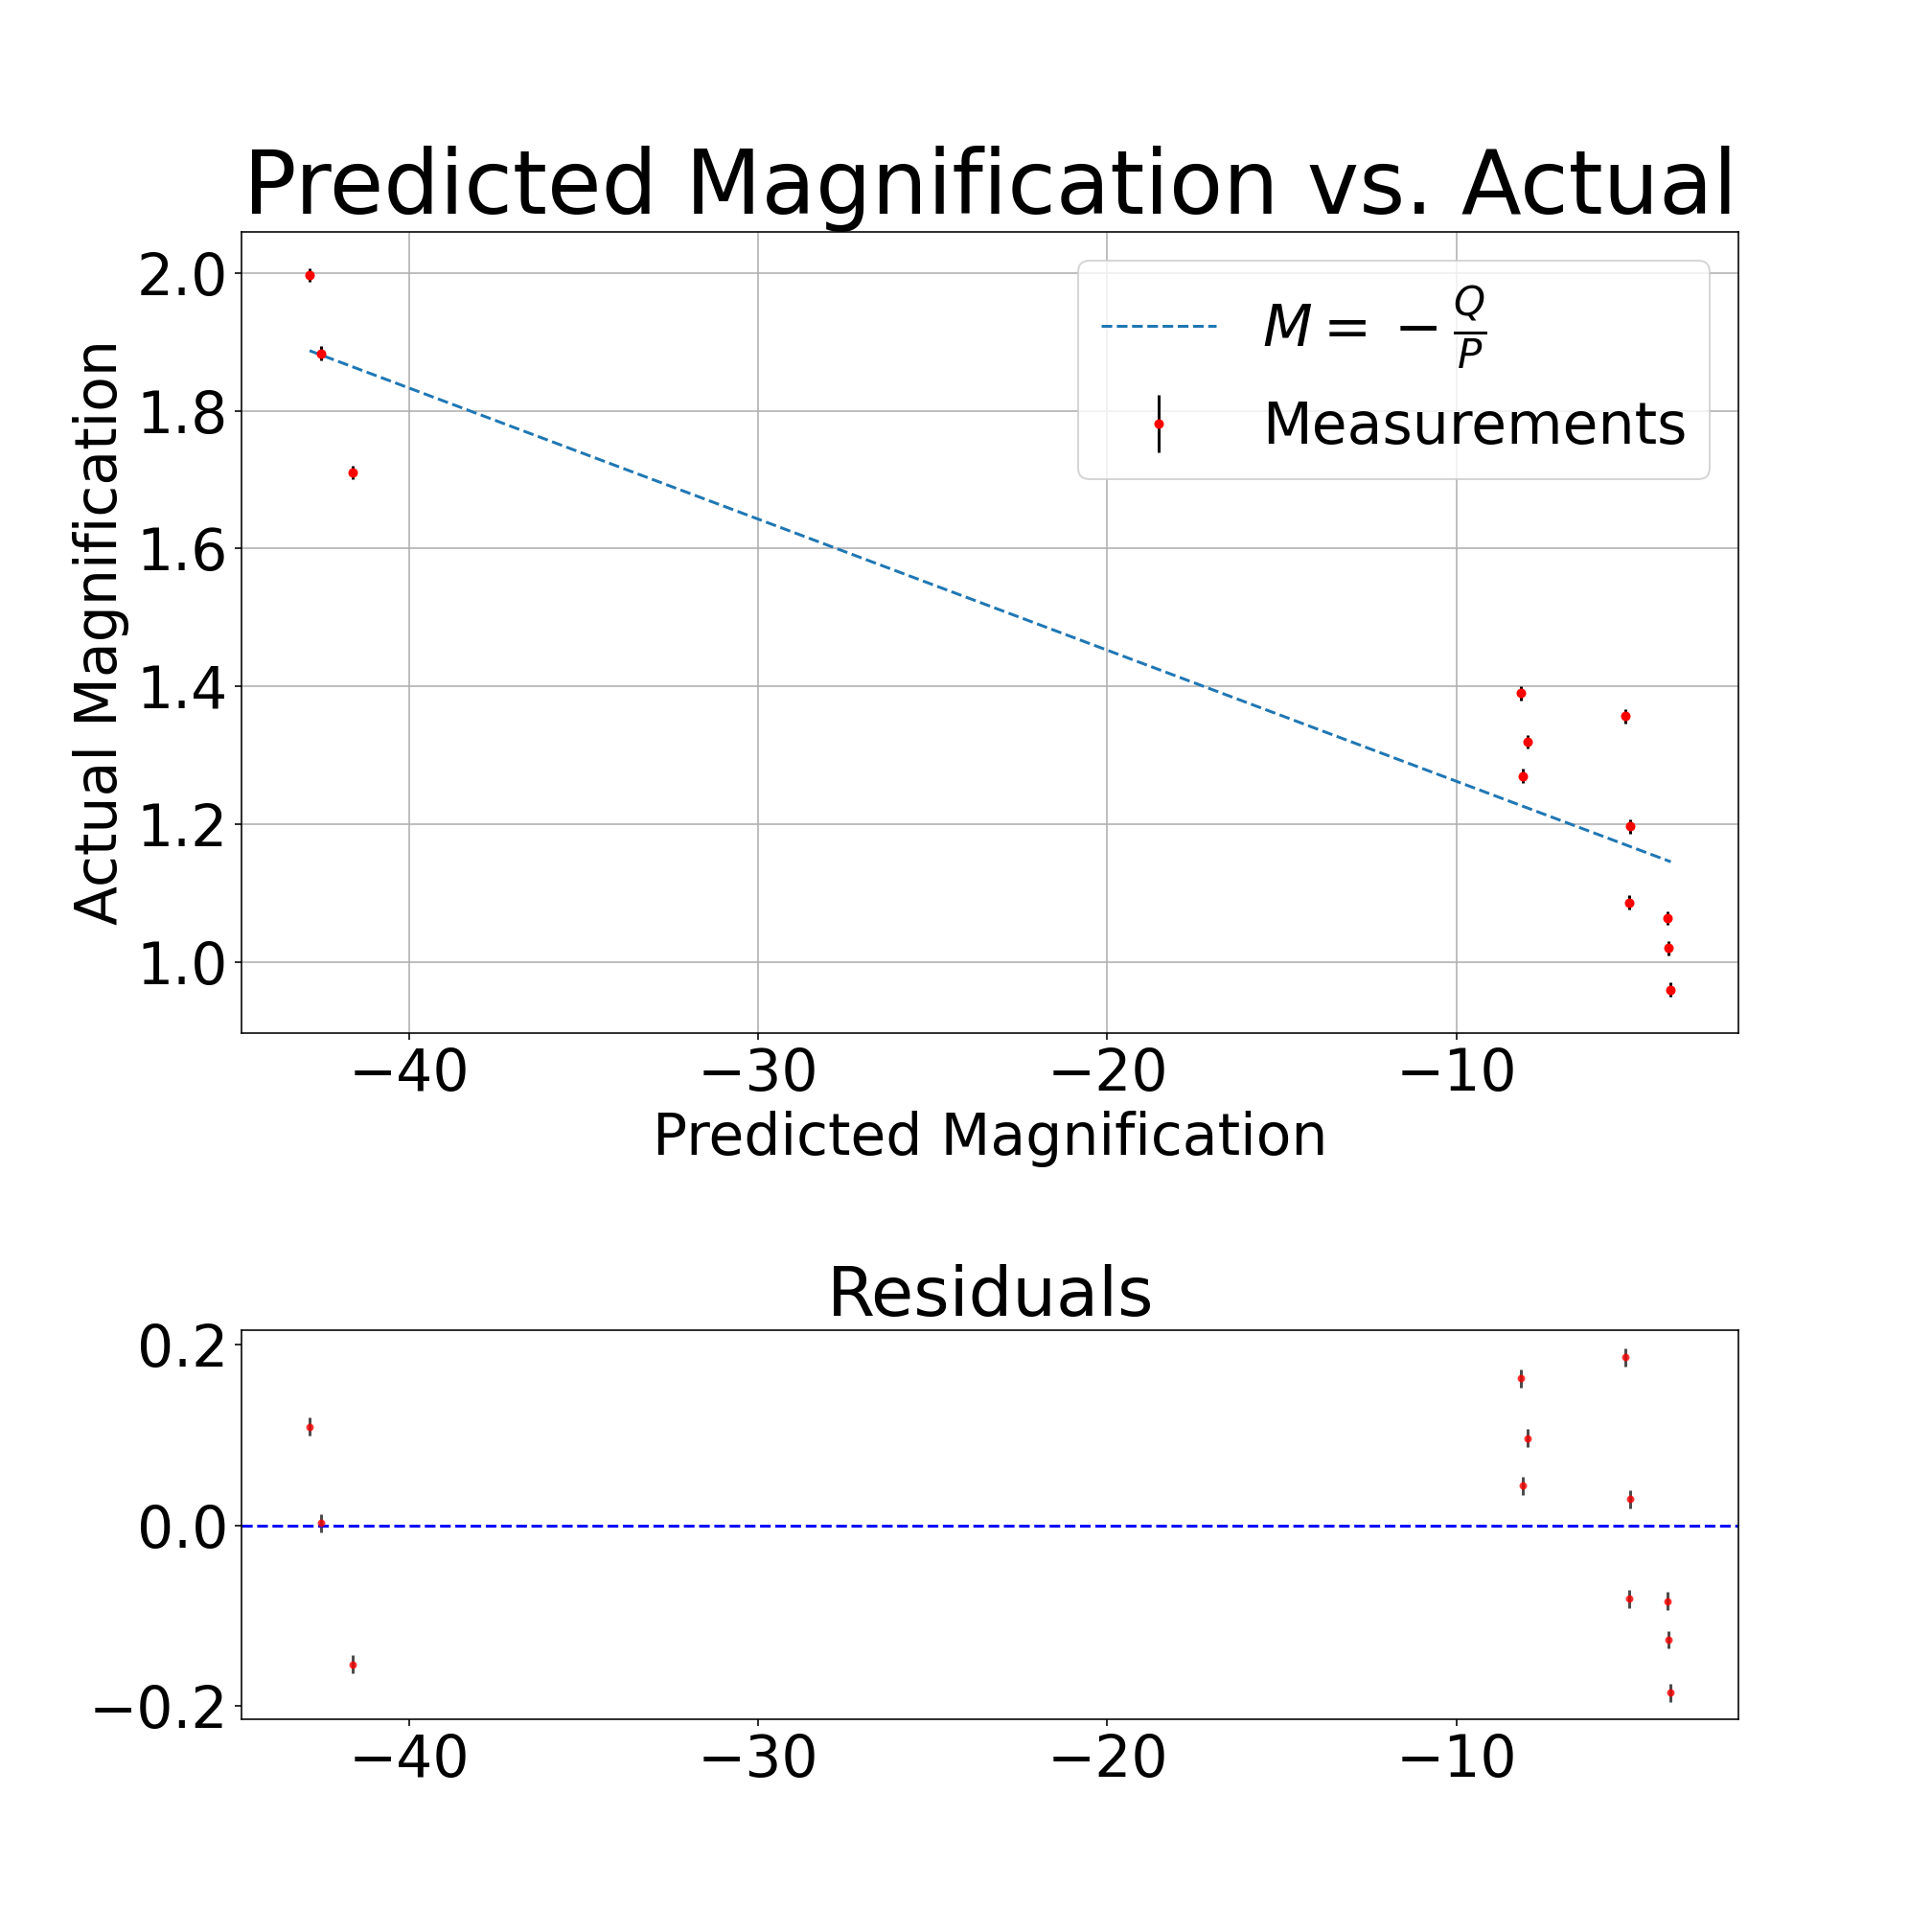 Predicted Magnification vs. Actual
2.0
1.8
1.6
1.4
1.2
1.0
Actual Magnification
M = − Q/P
Measurements
−40 −30 −20 −10
Predicted Magnification
Residuals
0.2
0.0
−0.2
−40 −30 −20 −10